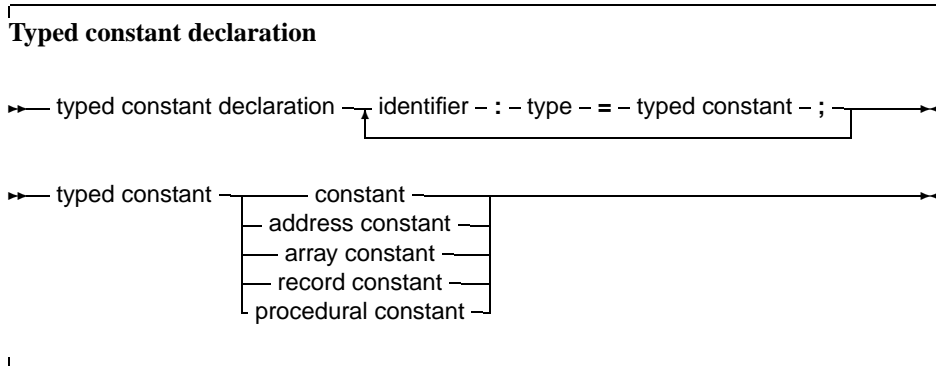 Typed constant declaration
typed constant declaration identifier : type = typed constant ;
typed constant constant
address constant
array constant
record constant
procedural constant